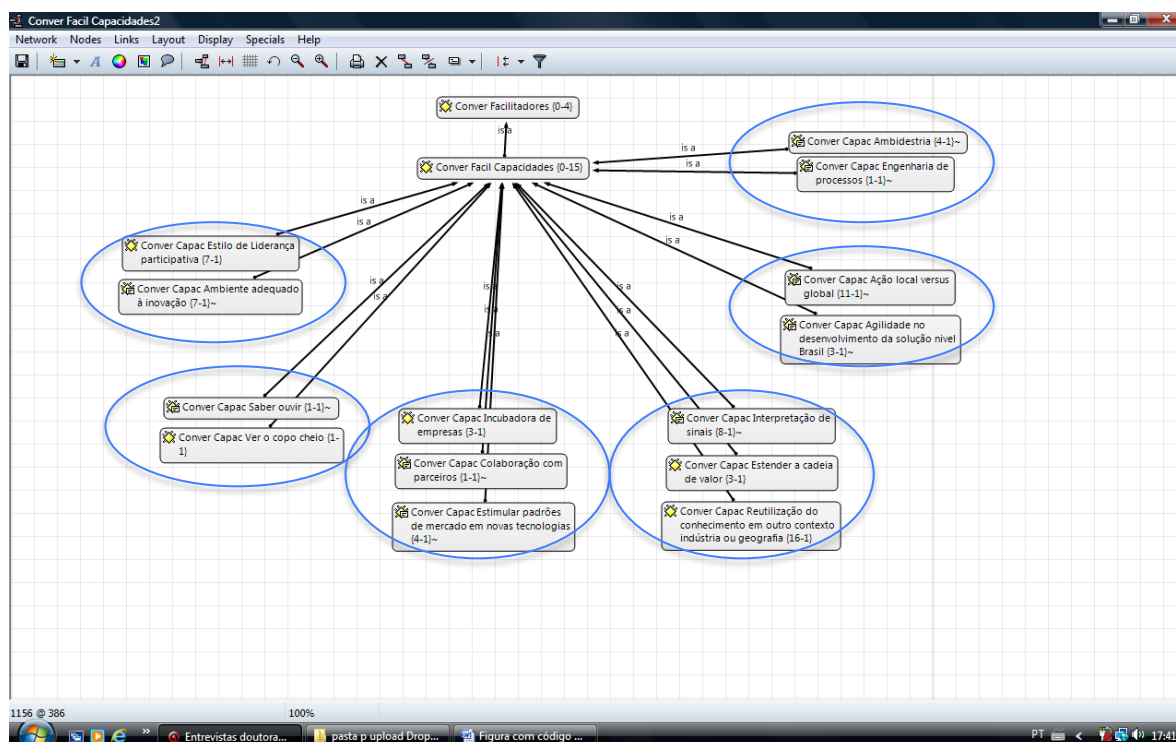 Conver Facil Capacidades2
Network Nodes Links Layout Display Specials Help
Conver Facilitadores {0-4}
is a
Conver Facil Capacidades {0-15}
is a
Conver Capac Ambidestria {4-1}~
is a
Conver Capac Engenharia de
processos {1-1}~
is a
is a
Conver Capac Estilo de Liderança
participativa {7-1}
Conver Capac Ambiente adequado
à inovação {7-1}~
is a
is a
Conver Capac Ação local versus
global {11-1}~
Conver Capac Agilidade no
desenvolvimento da solução nivel
Brasil {3-1}~
is a
is a
Conver Capac Saber ouvir {1-1}~
Conver Capac Ver o copo cheio {1-
1}
is a
is a
is a
Conver Capac Incubadora de
empresas {3-1}
Conver Capac Colaboração com
parceiros {1-1}~
Conver Capac Estimular padrões
de mercado em novas tecnologias
{4-1}~
is a
is a
is a
Conver Capac Interpretação de
sinais {8-1}~
Conver Capac Estender a cadeia
de valor {3-1}
Conver Capac Reutilização do
conhecimento em outro contexto
indústria ou geografia {16-1}
1156 @ 386
100%
Entrevistas doutora...
pasta p upload Drop...
Figura com código ...
PT
17:41